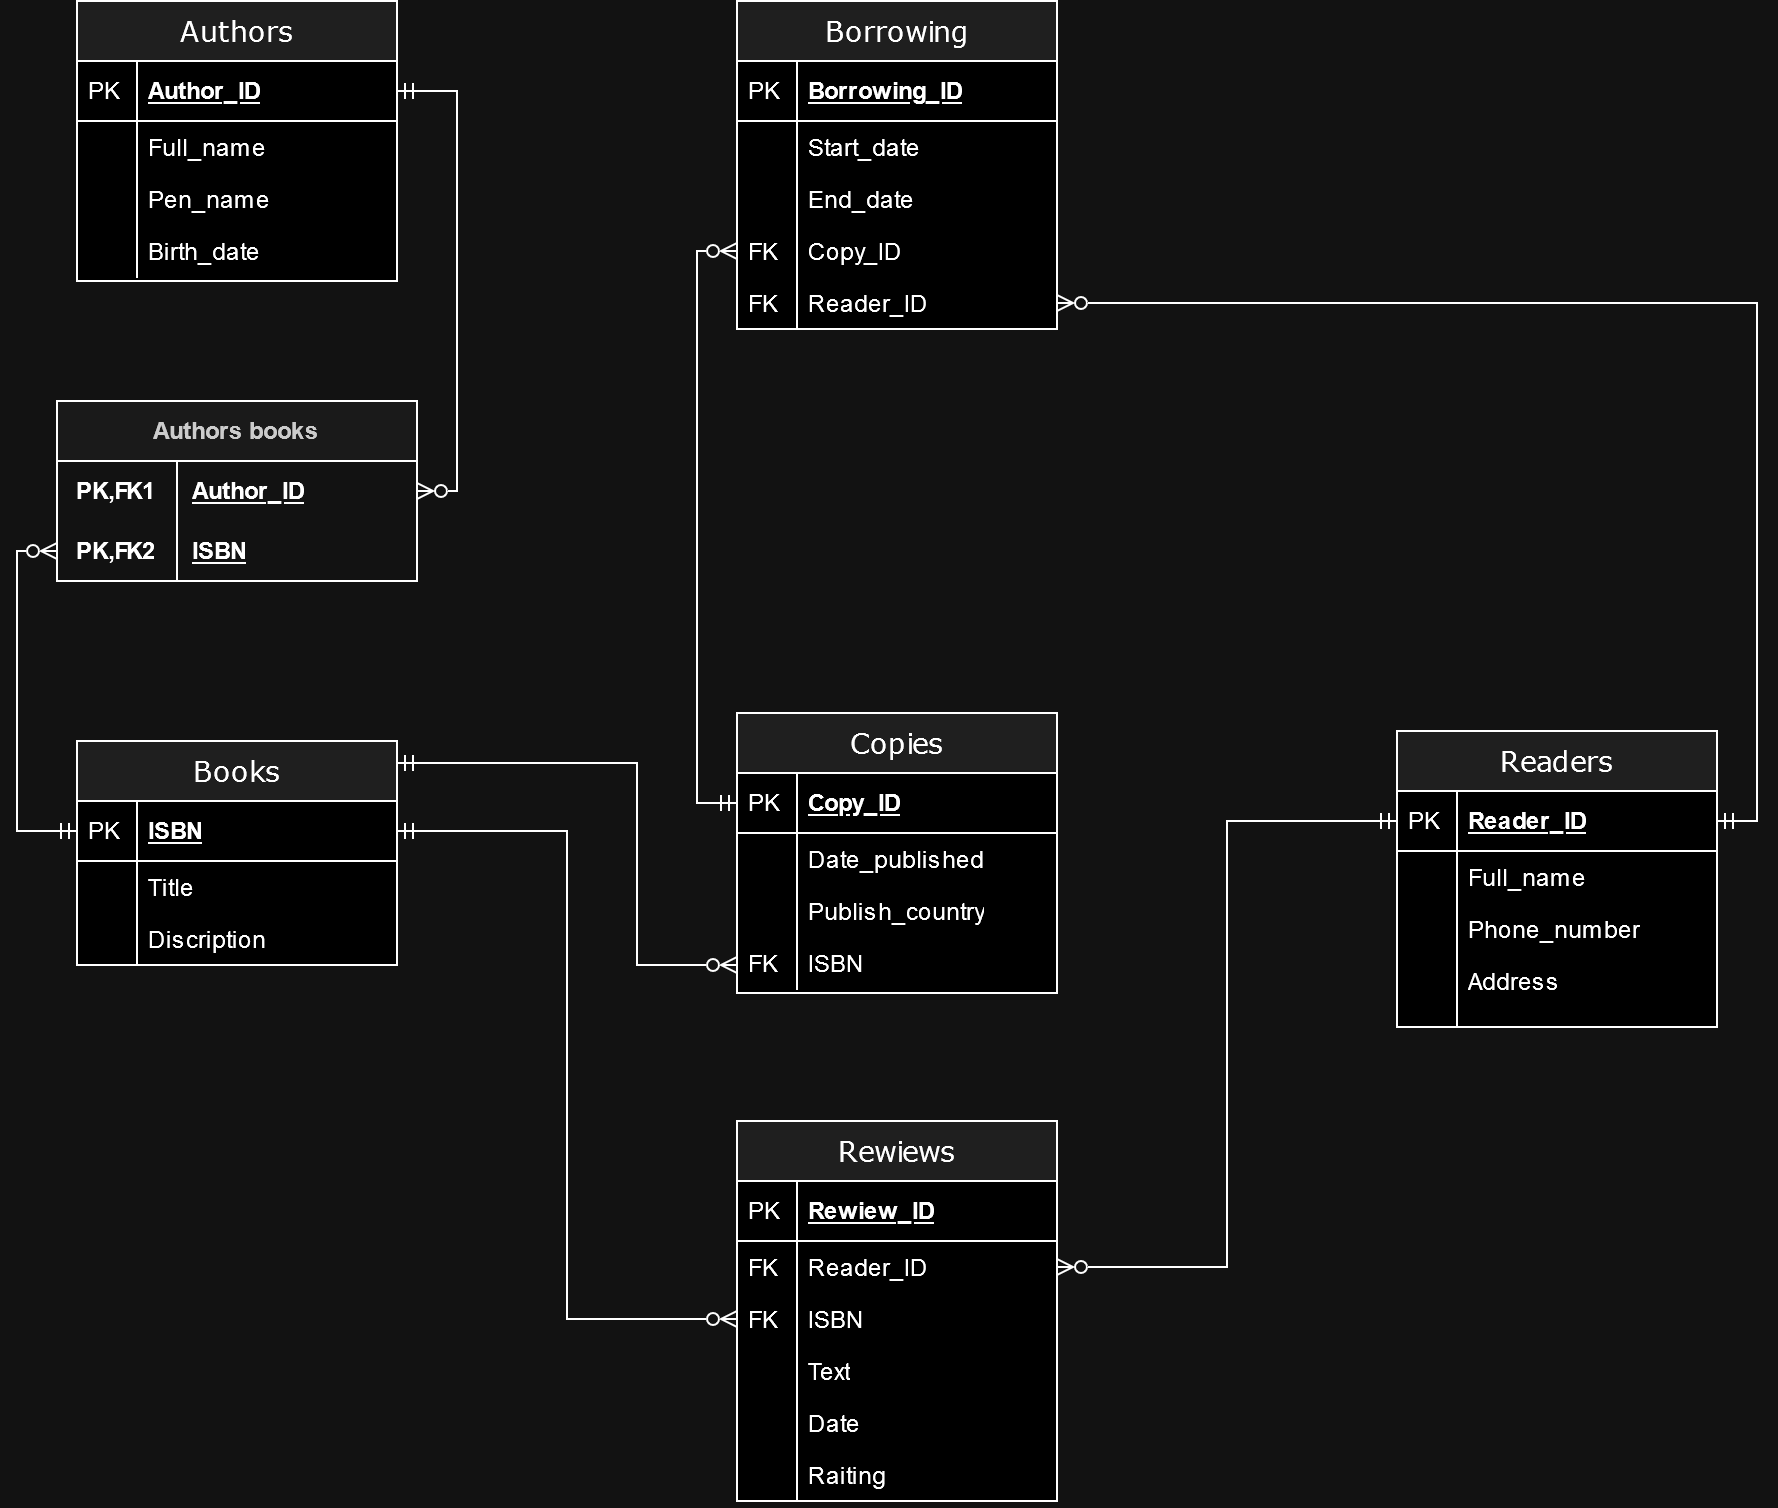 Authors
PK Author_ID
Full_name
Pen_name
Birth_date
Authors books
PK,FK1 Author_ID
PK,FK2 ISBN
Books
PK ISBN
Title
Discription
Borrowing
PK Borrowing_ID
Start_date
End_date
FK Copy_ID
FK Reader_ID
Copies
PK Copy_ID
Date_published
Publish_country
FK ISBN
Readers
PK Reader_ID
Full_name
Phone_number
Address
Rewiews
PK Rewiew_ID
FK Reader_ID
FK ISBN
Text
Date
Raiting